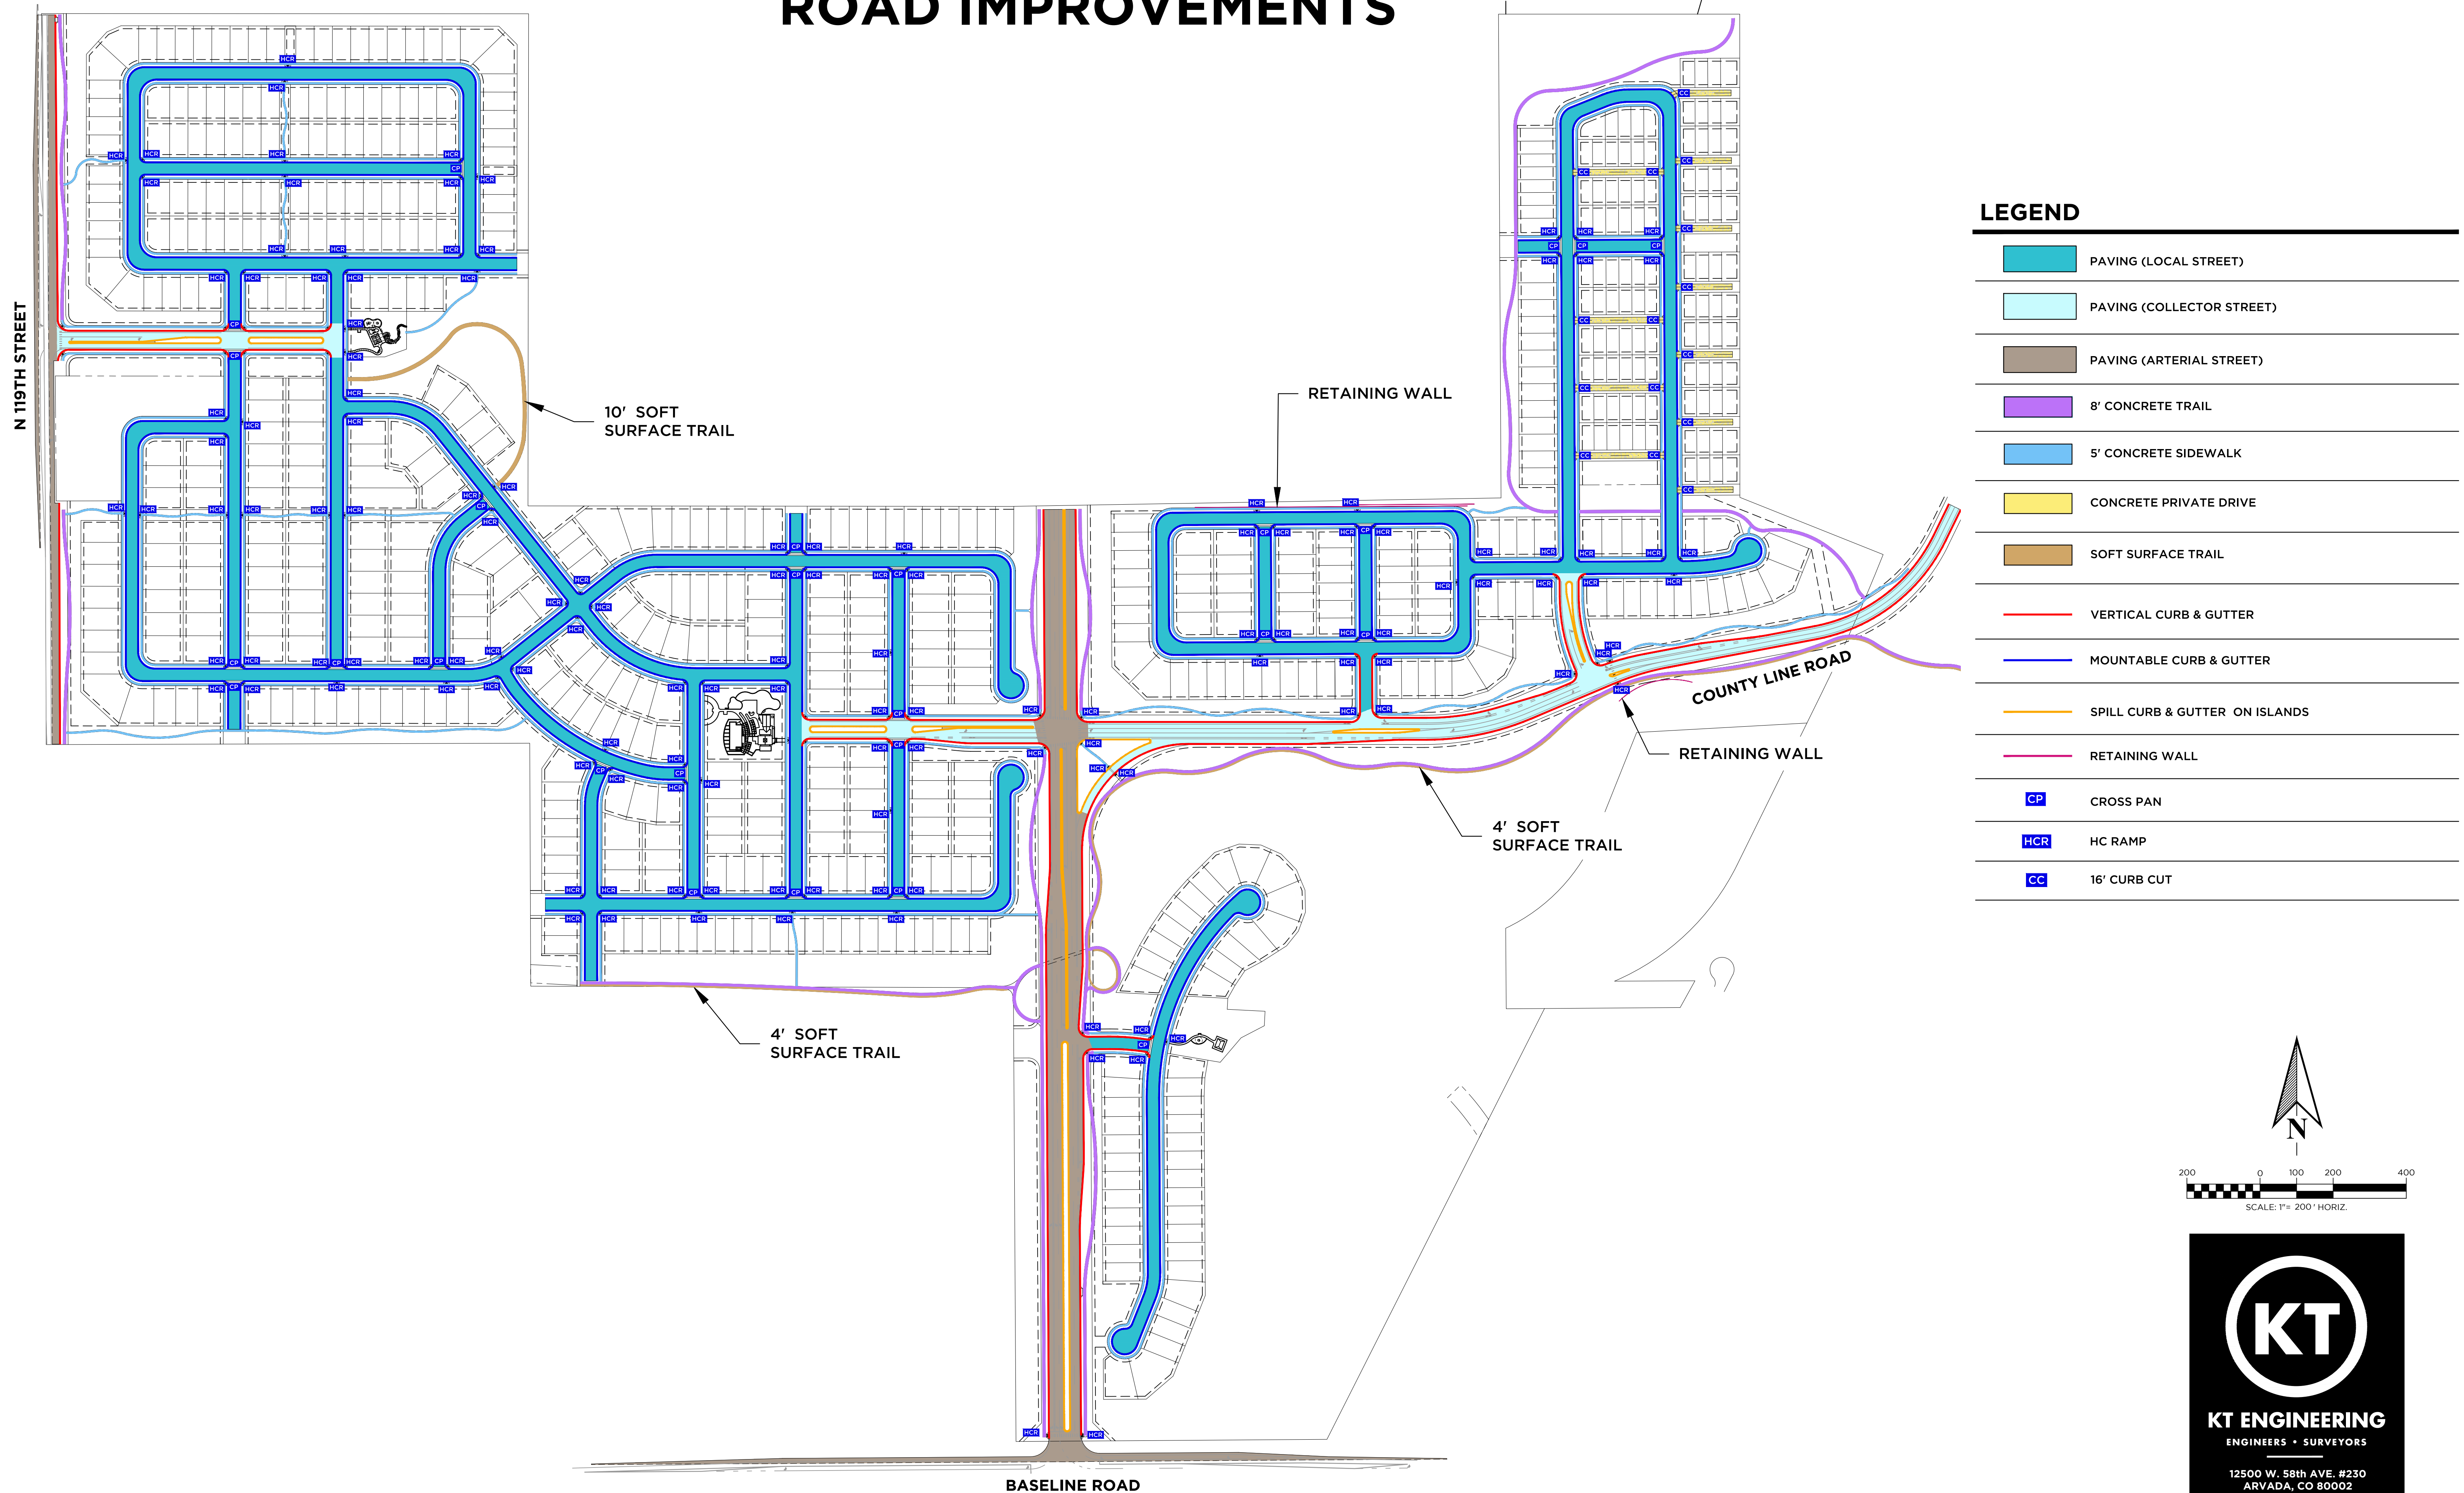 ROAD IMPROVEMENTS
N 119TH STREET
10'  SOFT
SURFACE TRAIL
RETAINING WALL
4'  SOFT
SURFACE TRAIL
COUNTY LINE ROAD
RETAINING WALL
4'  SOFT
SURFACE TRAIL
BASELINE ROAD
HCR
CP
CC
LEGEND
PAVING (LOCAL STREET)
PAVING (COLLECTOR STREET)
PAVING (ARTERIAL STREET)
8' CONCRETE TRAIL
5' CONCRETE SIDEWALK
CONCRETE PRIVATE DRIVE
SOFT SURFACE TRAIL
VERTICAL CURB & GUTTER
MOUNTABLE CURB & GUTTER
SPILL CURB & GUTTER  ON ISLANDS
RETAINING WALL
CP CROSS PAN
HCR HC RAMP
CC 16' CURB CUT
N
200 0 100 200 400
SCALE: 1"= 200 ' HORIZ.
KT
KT ENGINEERING
ENGINEERS • SURVEYORS
12500 W. 58th AVE. #230
ARVADA, CO 80002